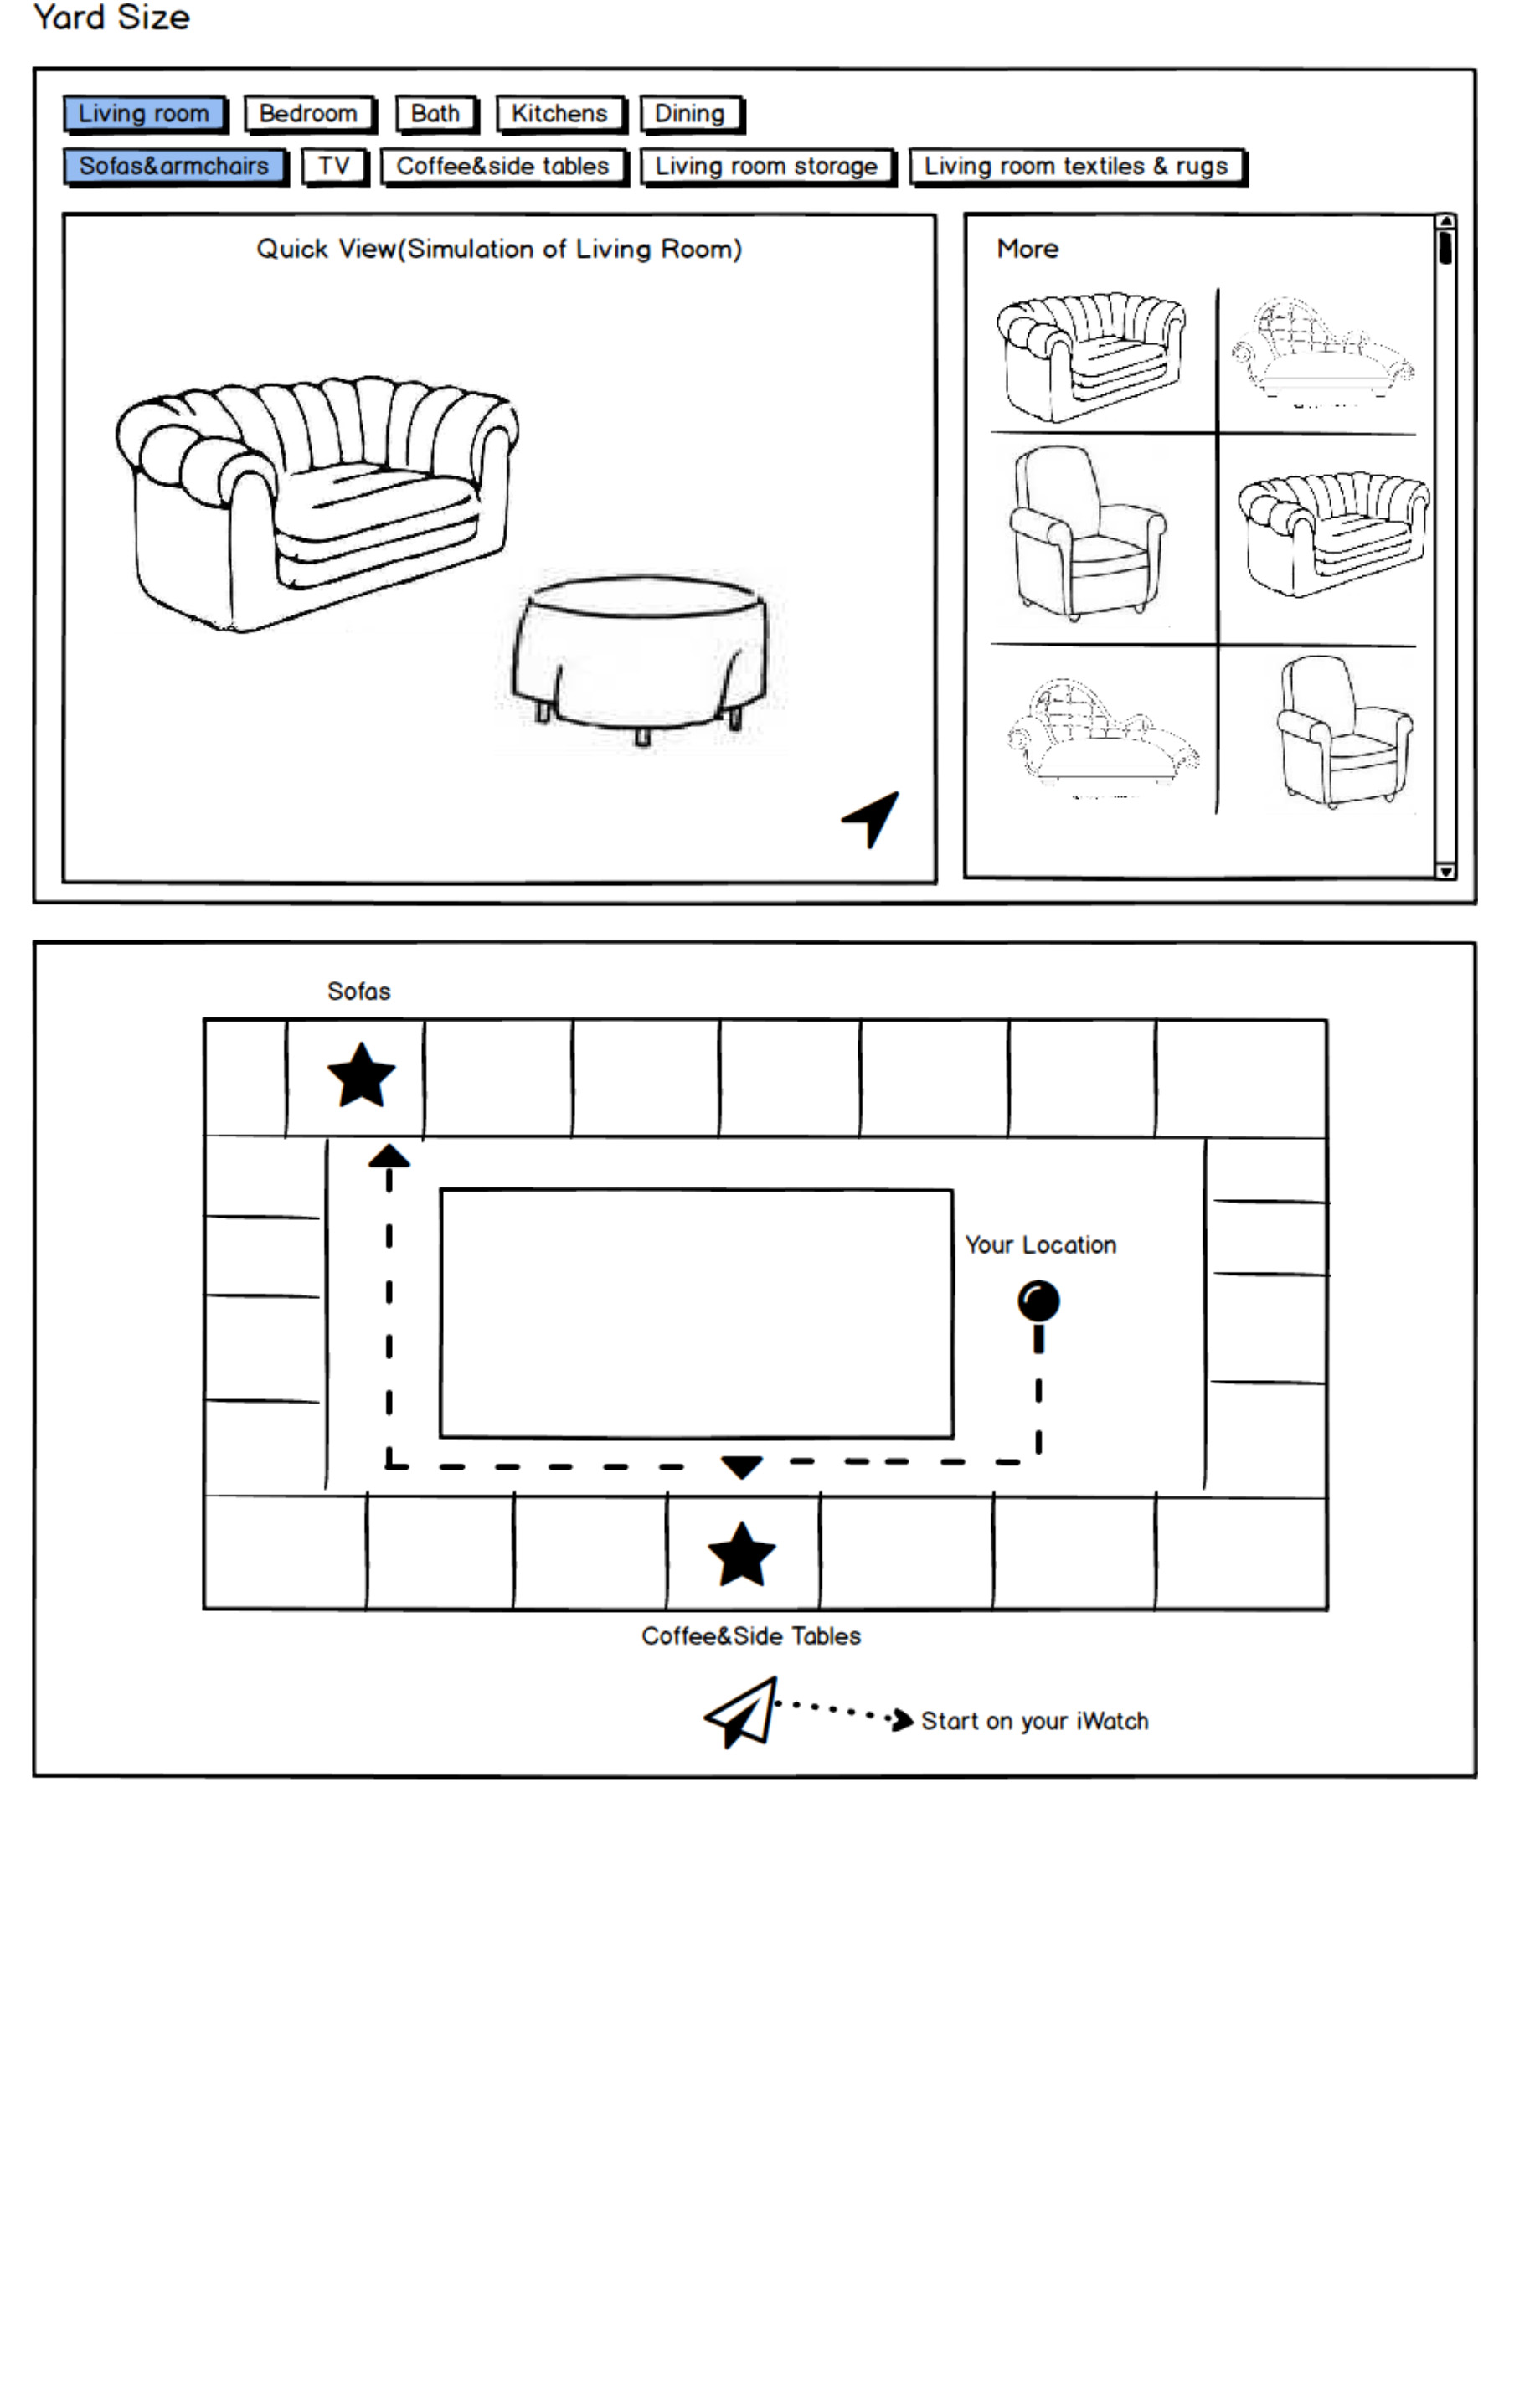 Yard Size
Living room Bedroom Bath Kitchens Dining
Sofas&armchairs TV Coffee&side tables Living room storage Living room textiles & rugs
Quick View(Simulation of Living Room)
More
Sofas
Your Location
Coffee&Side Tables
Start on your iWatch